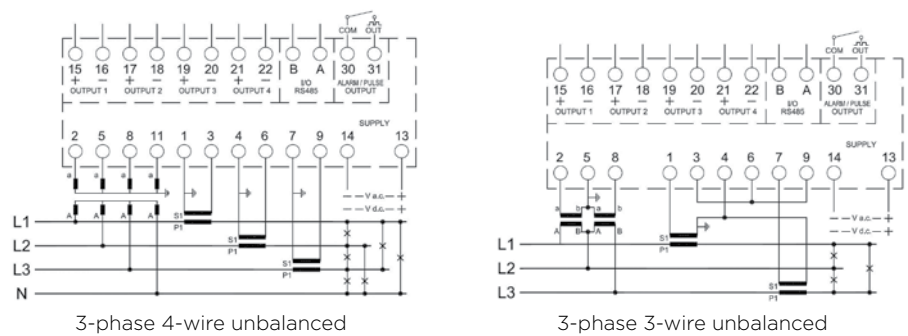 COM OUT
15 16 17 18 19 20 21 22 B A 30 31
+ − + − + − + − I/O ALARM / PULSE
OUTPUT 1 OUTPUT 2 OUTPUT 3 OUTPUT 4 RS485 OUTPUT
SUPPLY
2 5 8 11 1 3 4 6 7 9 14 13
a a a a
V a.c.
A A A A − V d.c. +
L1 S1 P1
L2 S1 P1
L3 S1 P1
N
3-phase 4-wire unbalanced
COM OUT
15 16 17 18 19 20 21 22 B A 30 31
+ − + − + − + − I/O ALARM / PULSE
OUTPUT 1 OUTPUT 2 OUTPUT 3 OUTPUT 4 RS485 OUTPUT
SUPPLY
2 5 8 1 3 4 6 7 9 14 13
a b a b
V a.c.
A B A B − V d.c. +
L1 S1 P1
L2
L3 S1 P1
3-phase 3-wire unbalanced